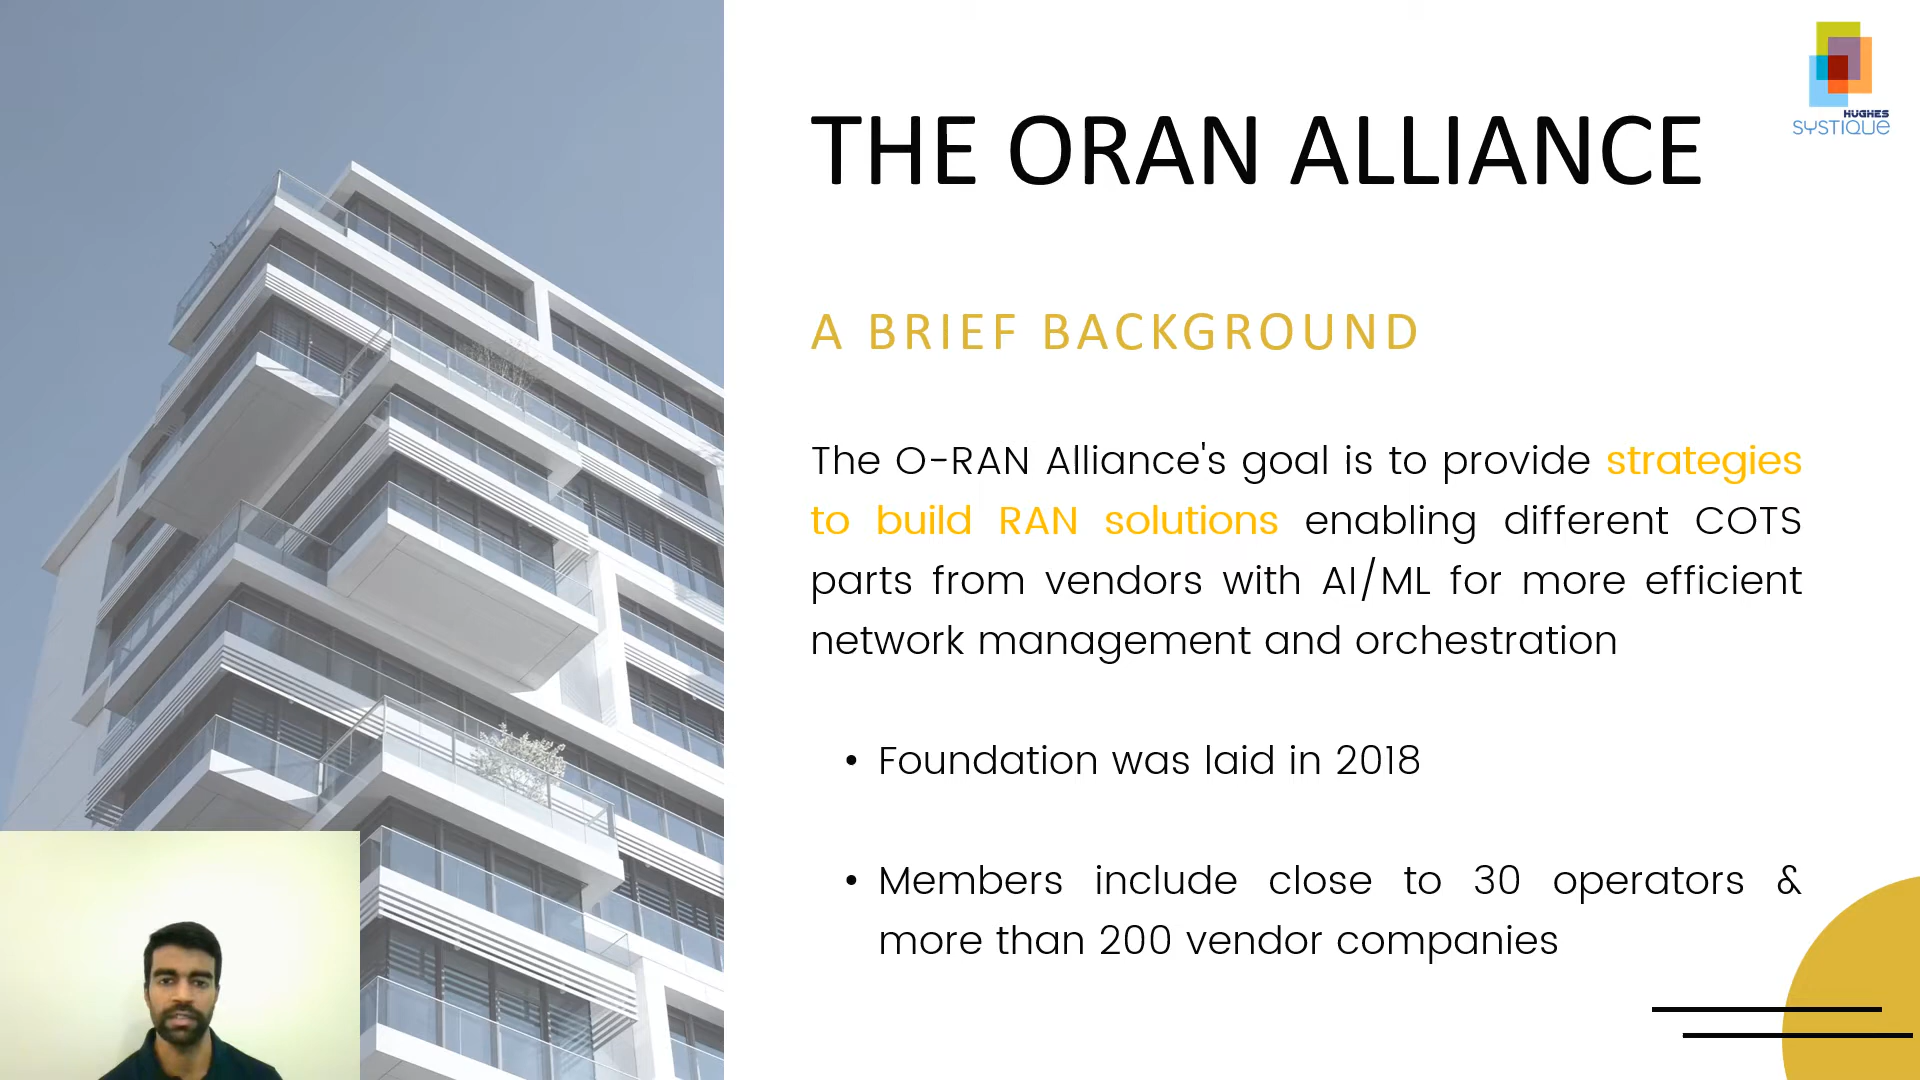 HUGHES
SYSTIQUE
THE ORAN ALLIANCE
A BRIEF BACKGROUND
The O-RAN Alliance's goal is to provide strategies
to build RAN solutions enabling different COTS
parts from vendors with AI/ML for more efficient
network management and orchestration
• Foundation was laid in 2018
• Members include close to 30 operators &
more than 200 vendor companies